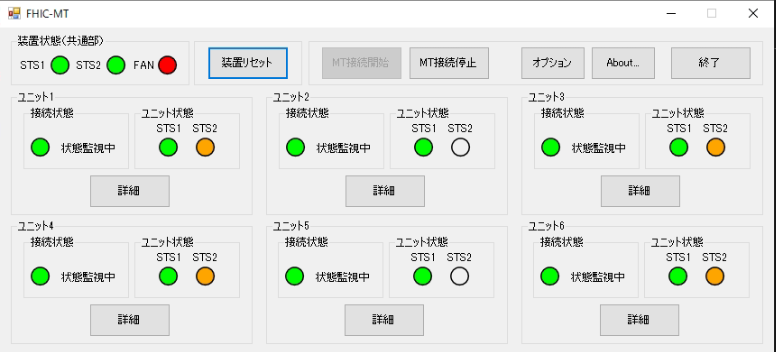 FHIC-MT
装置状態(共通部)
STS1 STS2 FAN 装置リセット MT接続開始 MT接続停止 オプション About... 終了
ユニット1 ユニット2 ユニット3
接続状態 ユニット状態 接続状態 ユニット状態 接続状態 ユニット状態
STS1 STS2 STS1 STS2 STS1 STS2
状態監視中 状態監視中 状態監視中
詳細 詳細 詳細
ユニット4 ユニット5 ユニット6
接続状態 ユニット状態 接続状態 ユニット状態 接続状態 ユニット状態
STS1 STS2 STS1 STS2 STS1 STS2
状態監視中 状態監視中 状態監視中
詳細 詳細 詳細